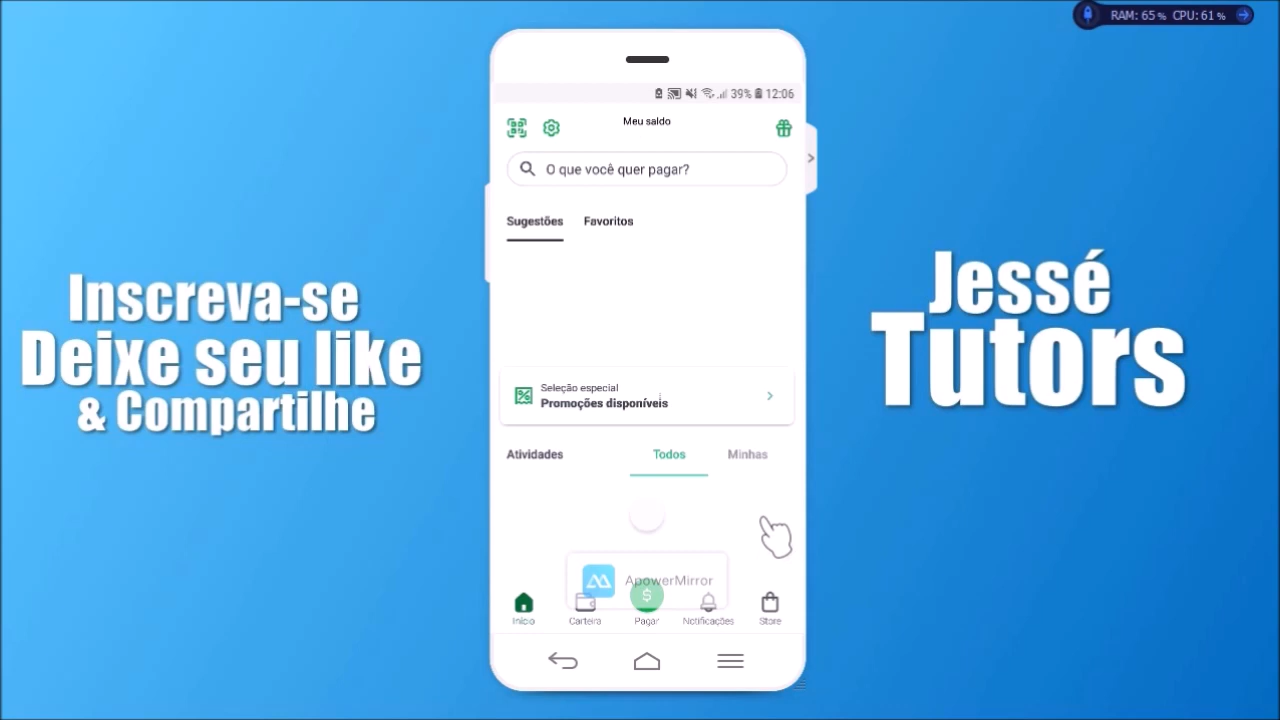 RAM: 65% CPU: 61%
39% 12:06
Meu saldo
O que você quer pagar?
Sugestões Favoritos
Inscreva-se
Deixe seu like
& Compartilhe
Jessé
Tutors
Seleção especial
Promoções disponíveis
Atividades Todos Minhas
ApowerMirror
$
Início Carteira Pagar Notificações Store